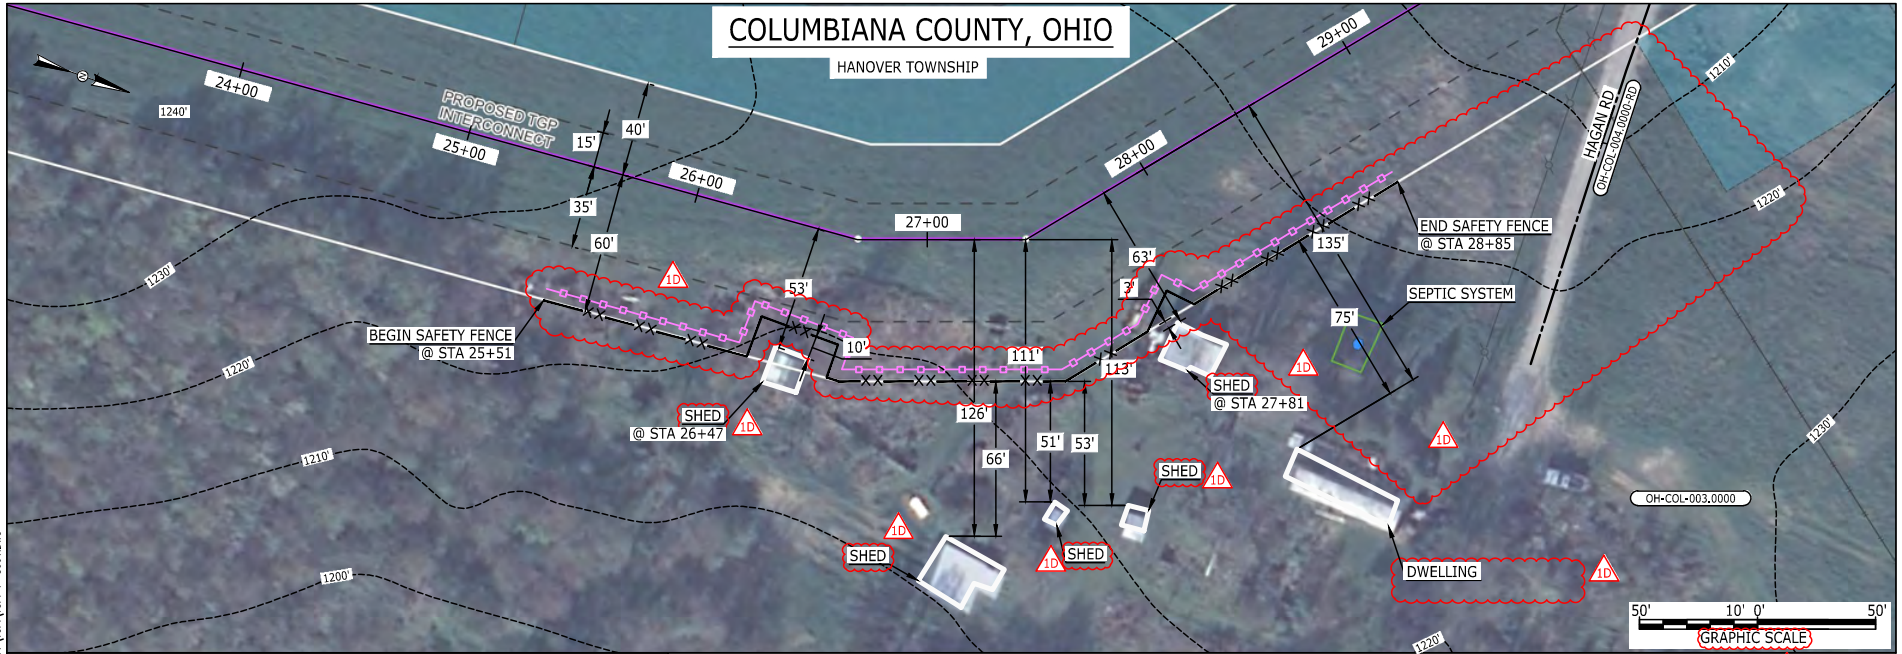 COLUMBIANA COUNTY, OHIO
HANOVER TOWNSHIP
N
24+00
1240'
PROPOSED TGP
INTERCONNECT
25+00
15'
40'
26+00
35'
60'
27+00
28+00
29+00
1210'
HAGAN RD
OH-COL-004.0000-RD
1220'
1230'
53'
1D
63'
3'
135'
END SAFETY FENCE
@ STA 28+85
SEPTIC SYSTEM
75'
BEGIN SAFETY FENCE
@ STA 25+51
1220'
10'
111'
113'
1D
SHED
@ STA 27+81
SHED
@ STA 26+47
1D
126'
51'
53'
66'
1D
1230'
1210'
SHED
1D
OH-COL-003.0000
1D
SHED
1D
SHED
DWELLING
1D
1200'
50'
10'
0'
50'
GRAPHIC SCALE
1220'